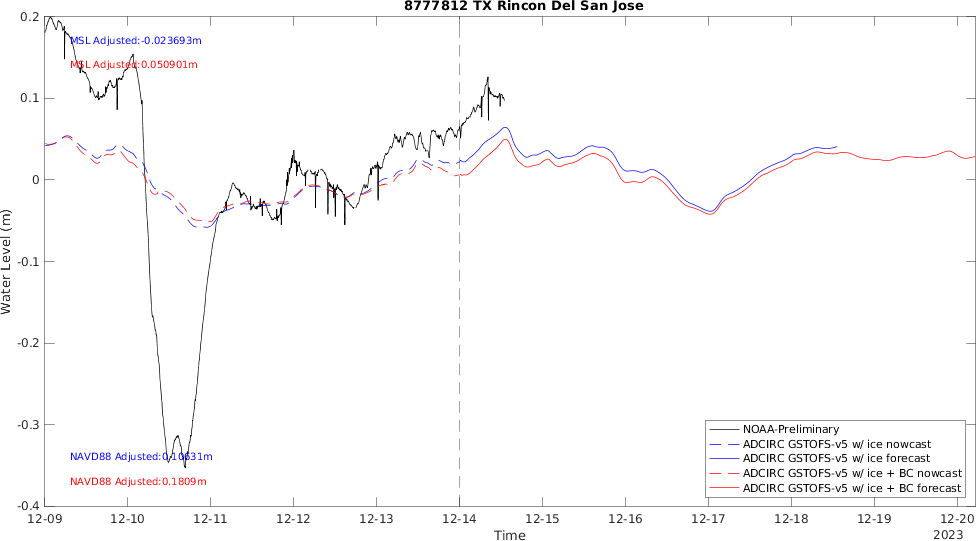 8777812 TX Rincon Del San Jose
0.2
0.1
0
-0.1
-0.2
-0.3
-0.4
Water Level (m)
MSL Adjusted:-0.023693m
MSL Adjusted:0.050901m
NAVD88 Adjusted:0.10631m
NAVD88 Adjusted:0.1809m
NOAA-Preliminary
ADCIRC GSTOFS-v5 w/ ice nowcast
ADCIRC GSTOFS-v5 w/ ice forecast
ADCIRC GSTOFS-v5 w/ ice + BC nowcast
ADCIRC GSTOFS-v5 w/ ice + BC forecast
12-09 12-10 12-11 12-12 12-13 12-14 12-15 12-16 12-17 12-18 12-19 12-20
Time
2023